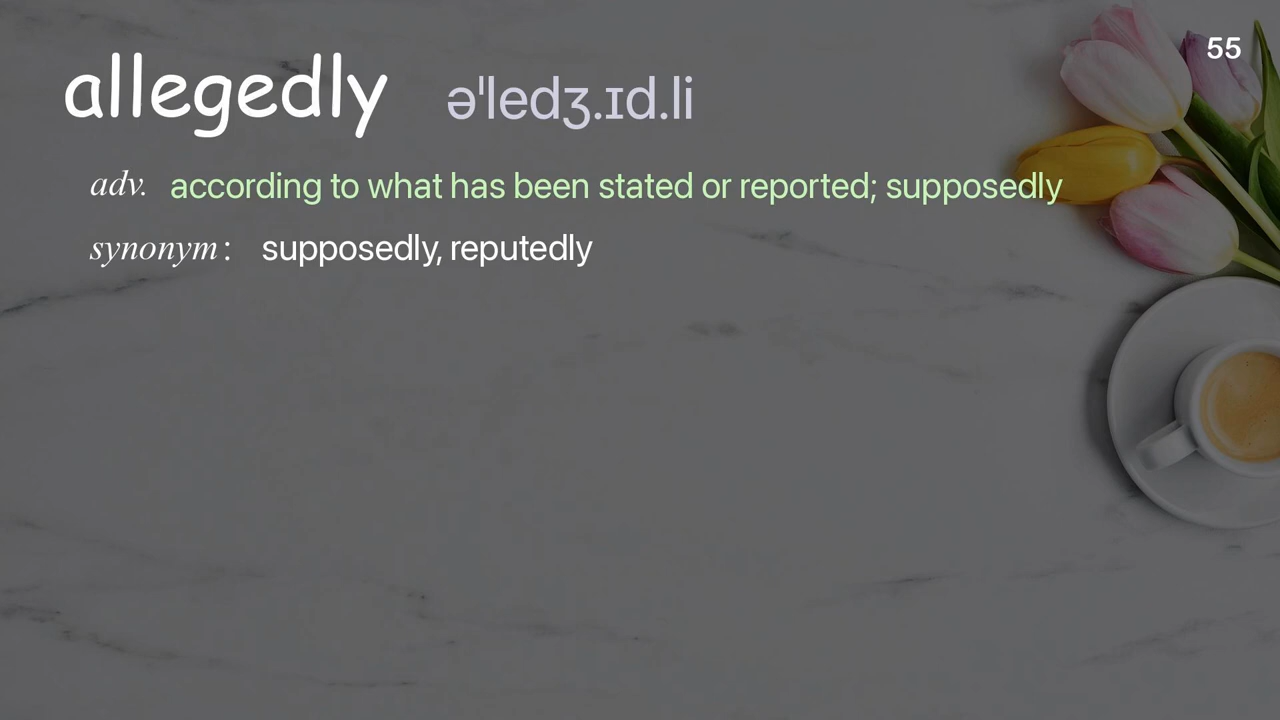 55
allegedly əˈledʒ.ɪd.li
adv. according to what has been stated or reported; supposedly
synonym: supposedly, reputedly